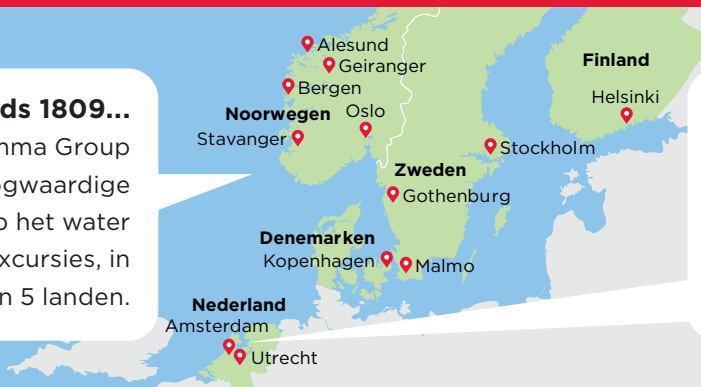 ds 1809...
mma Group
ogwaardige
o het water
xcursies, in
n 5 landen.
Alesund
Geiranger
Bergen
Noorwegen
Oslo
Stavanger
Finland
Helsinki
Stockholm
Zweden
Gothenburg
Denemarken
Kopenhagen
Malmo
Nederland
Amsterdam
Utrecht